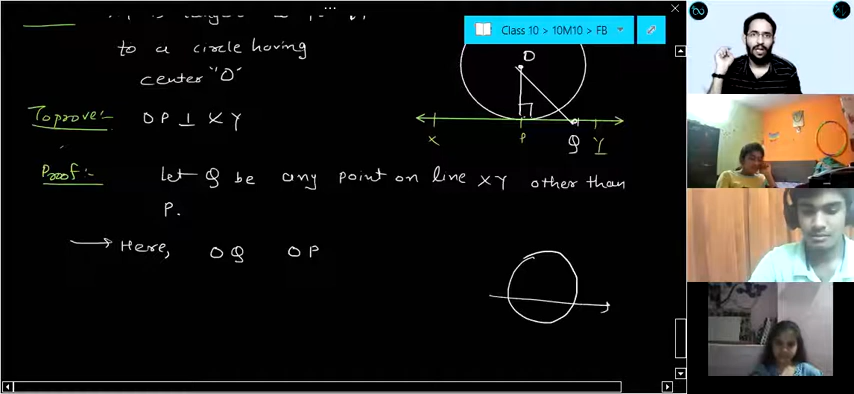 to a circle having
center "O"
To prove:- OP ⊥ XY
Proof:- Let Q be any point on line XY other than
P.
→ Here, OQ OP
Class 10 > 10M10 > FB
O
X P Q Y